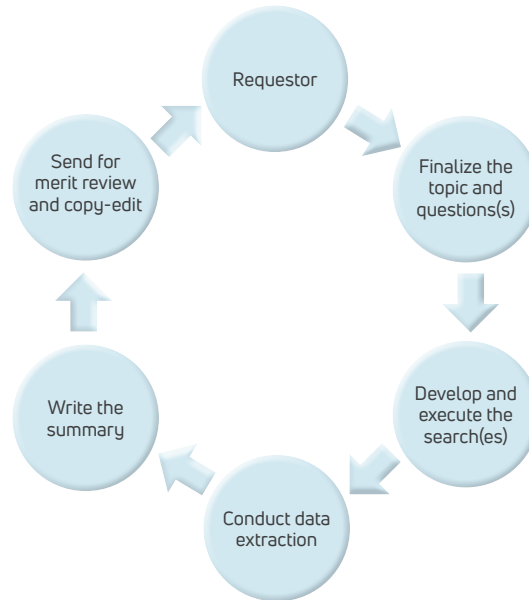 Requestor
Finalize the
topic and
questions(s)
Develop and
execute the
search(es)
Conduct data
extraction
Write the
summary
Send for
merit review
and copy-edit